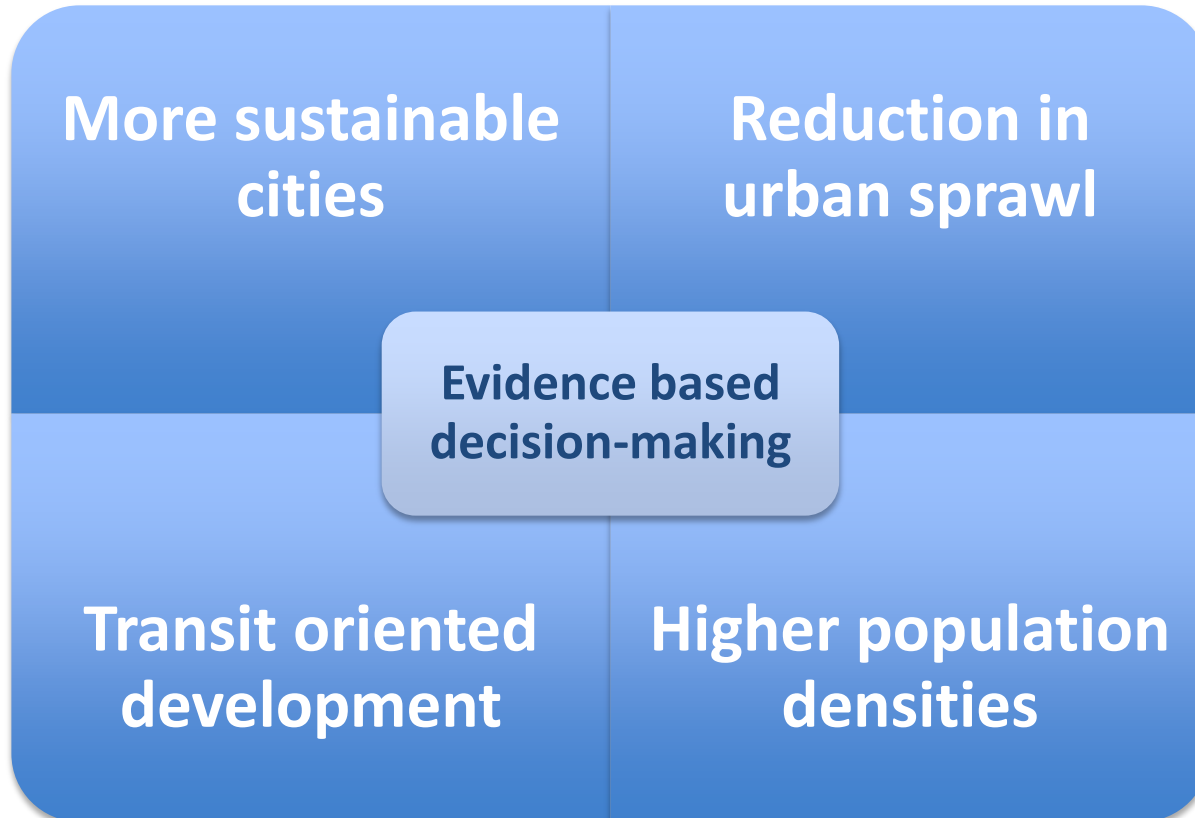 More sustainable
cities
Reduction in
urban sprawl
Evidence based
decision-making
Transit oriented
development
Higher population
densities